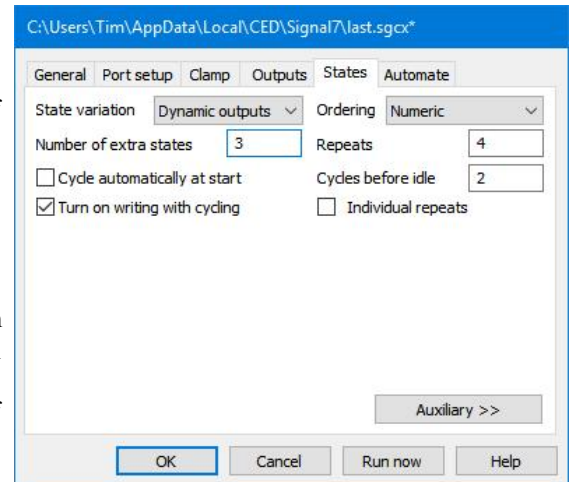 C:\Users\Tim\AppData\Local\CED\Signal7\last.sgcx*
General Port setup Clamp Outputs States Automate
State variation Dynamic outputs Ordering Numeric
Number of extra states 3 Repeats 4
Cycle automatically at start Cycles before idle 2
Turn on writing with cycling Individual repeats
Auxiliary >>
OK Cancel Run now Help